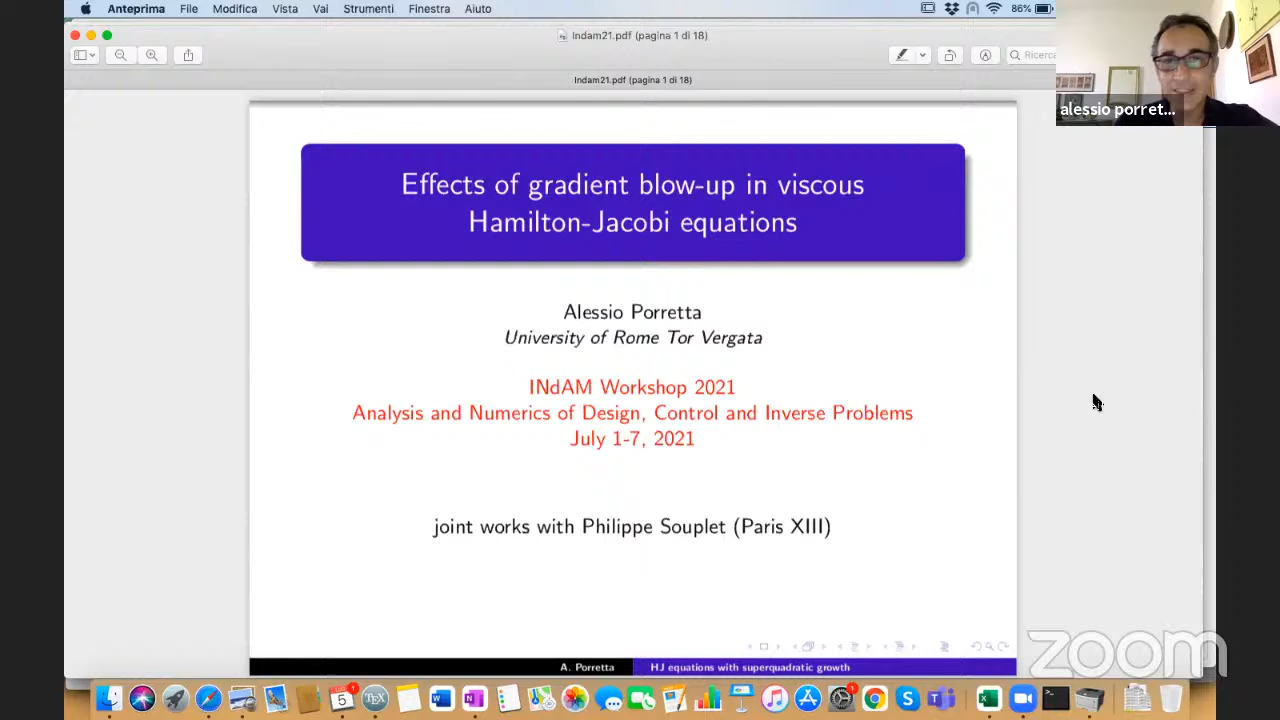 Anteprima File Modifica Vista Vai Strumenti Finestra Aiuto 86%
Indam21.pdf (pagina 1 di 18)
Ricerca
Indam21.pdf (pagina 1 di 18)
alessio porret...
Effects of gradient blow-up in viscous
Hamilton-Jacobi equations
Alessio Porretta
University of Rome Tor Vergata
INdAM Workshop 2021
Analysis and Numerics of Design, Control and Inverse Problems
July 1-7, 2021
joint works with Philippe Souplet (Paris XIII)
A. Porretta HJ equations with superquadratic growth
zoom